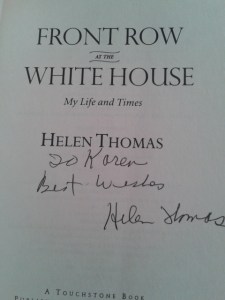 FRONT ROW
AT THE
WHITE HOUSE
My Life and Times
HELEN THOMAS
To Karen
Best Wishes
Helen Thomas
A TOUCHSTONE BOOK